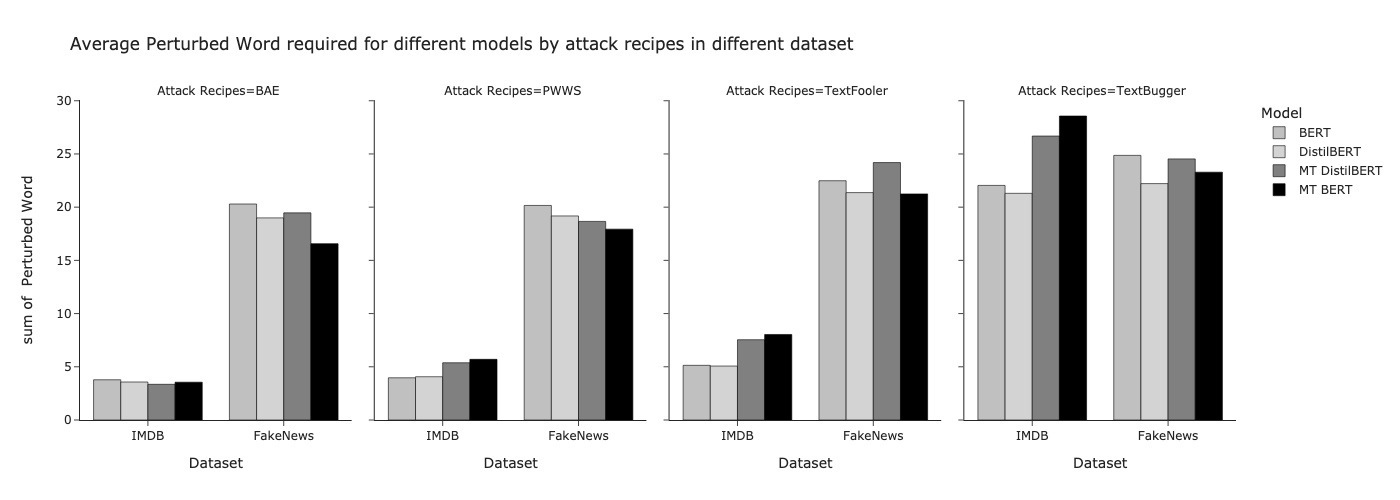 Average Perturbed Word required for different models by attack recipes in different dataset
Attack Recipes=BAE
Attack Recipes=PWWS
Attack Recipes=TextFooler
Attack Recipes=TextBugger
sum of  Perturbed Word
30
25
20
15
10
5
0
IMDB
FakeNews
IMDB
FakeNews
IMDB
FakeNews
IMDB
FakeNews
Dataset
Dataset
Dataset
Dataset
Model
BERT
DistilBERT
MT DistilBERT
MT BERT